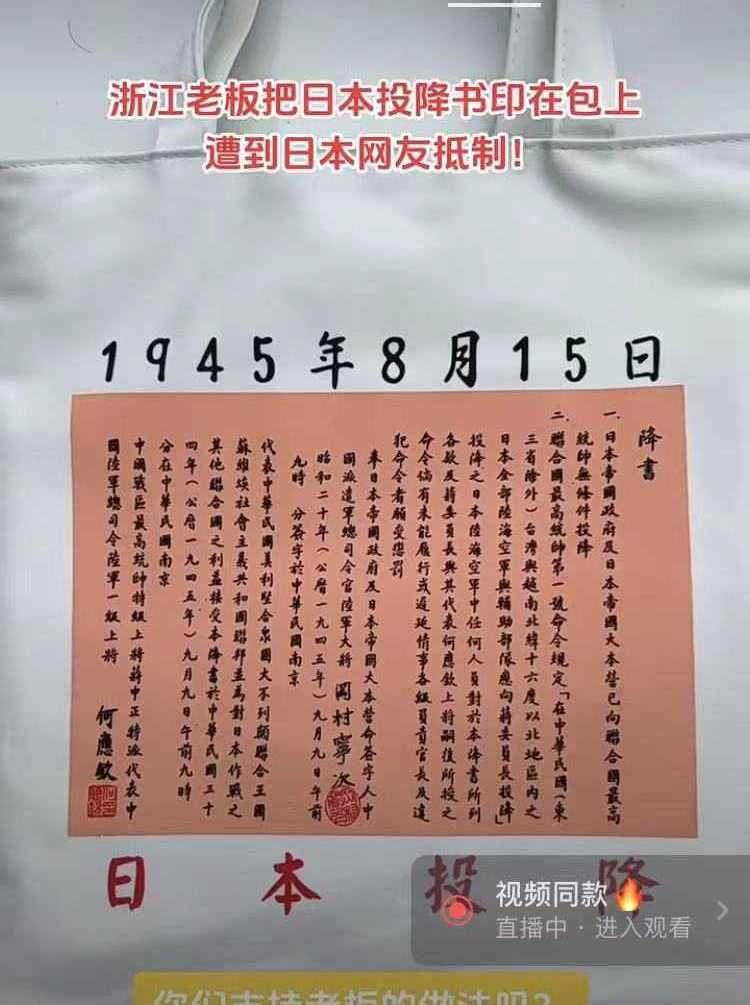 浙江老板把日本投降书印在包上
遭到日本网友抵制！
1945年8月15日
降書
一、日本帝國政府及日本帝國大本營已向聯合國最高
統帥無條件投降
二、聯合國最高統帥第一號命令規定「在中華民國(東
三省除外)台灣與越南北緯十六度以北地區內之
日本全部陸海空軍與輔助部隊應向蔣委員長投降」
投降之日本陸海空軍中任何人員對於本降書所列
各款及蔣委員長與其代表何應欽上將嗣後所授之
命令倘有未能履行或遲延情事各級負責官長及違
犯命令者願受懲罰
奉日本帝國政府及日本帝國大本營命簽字人中
國派遣軍總司令官陸軍大將 岡村寧次
昭和二十年(公曆一九四五年)九月九日午前
九時 分簽字於中華民國南京
代表中華民國美利堅合眾國大不列顛聯合王國
蘇維埃社會主義共和國聯邦並為對日本作戰之
其他聯合國之利益接受本降書於中華民國三十
四年(公曆一九四五年)九月九日午前九時
分在中華民國南京
中國戰區最高統帥特級上將蔣中正特派代表中
國陸軍總司令陸軍一級上將
何應欽
日本投降
视频同款🔥
直播中 · 进入观看
你们支持老板的做法吗?